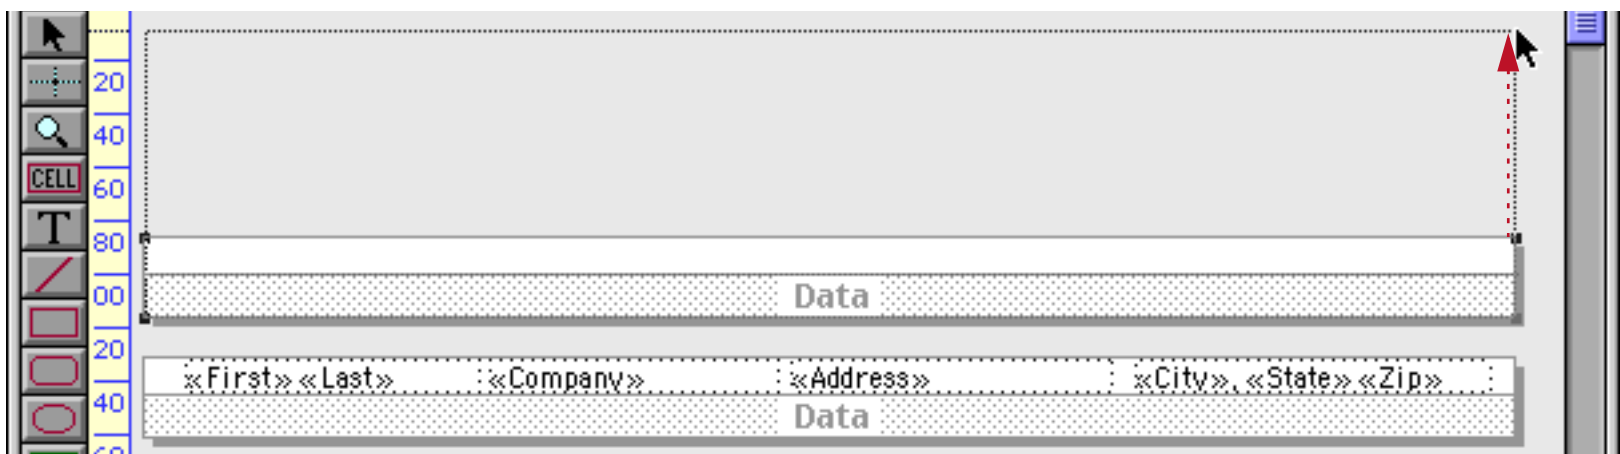 20
40
CELL
60
T
80
00
Data
20
«First» «Last» «Company» «Address» «City», «State» «Zip»
40
Data